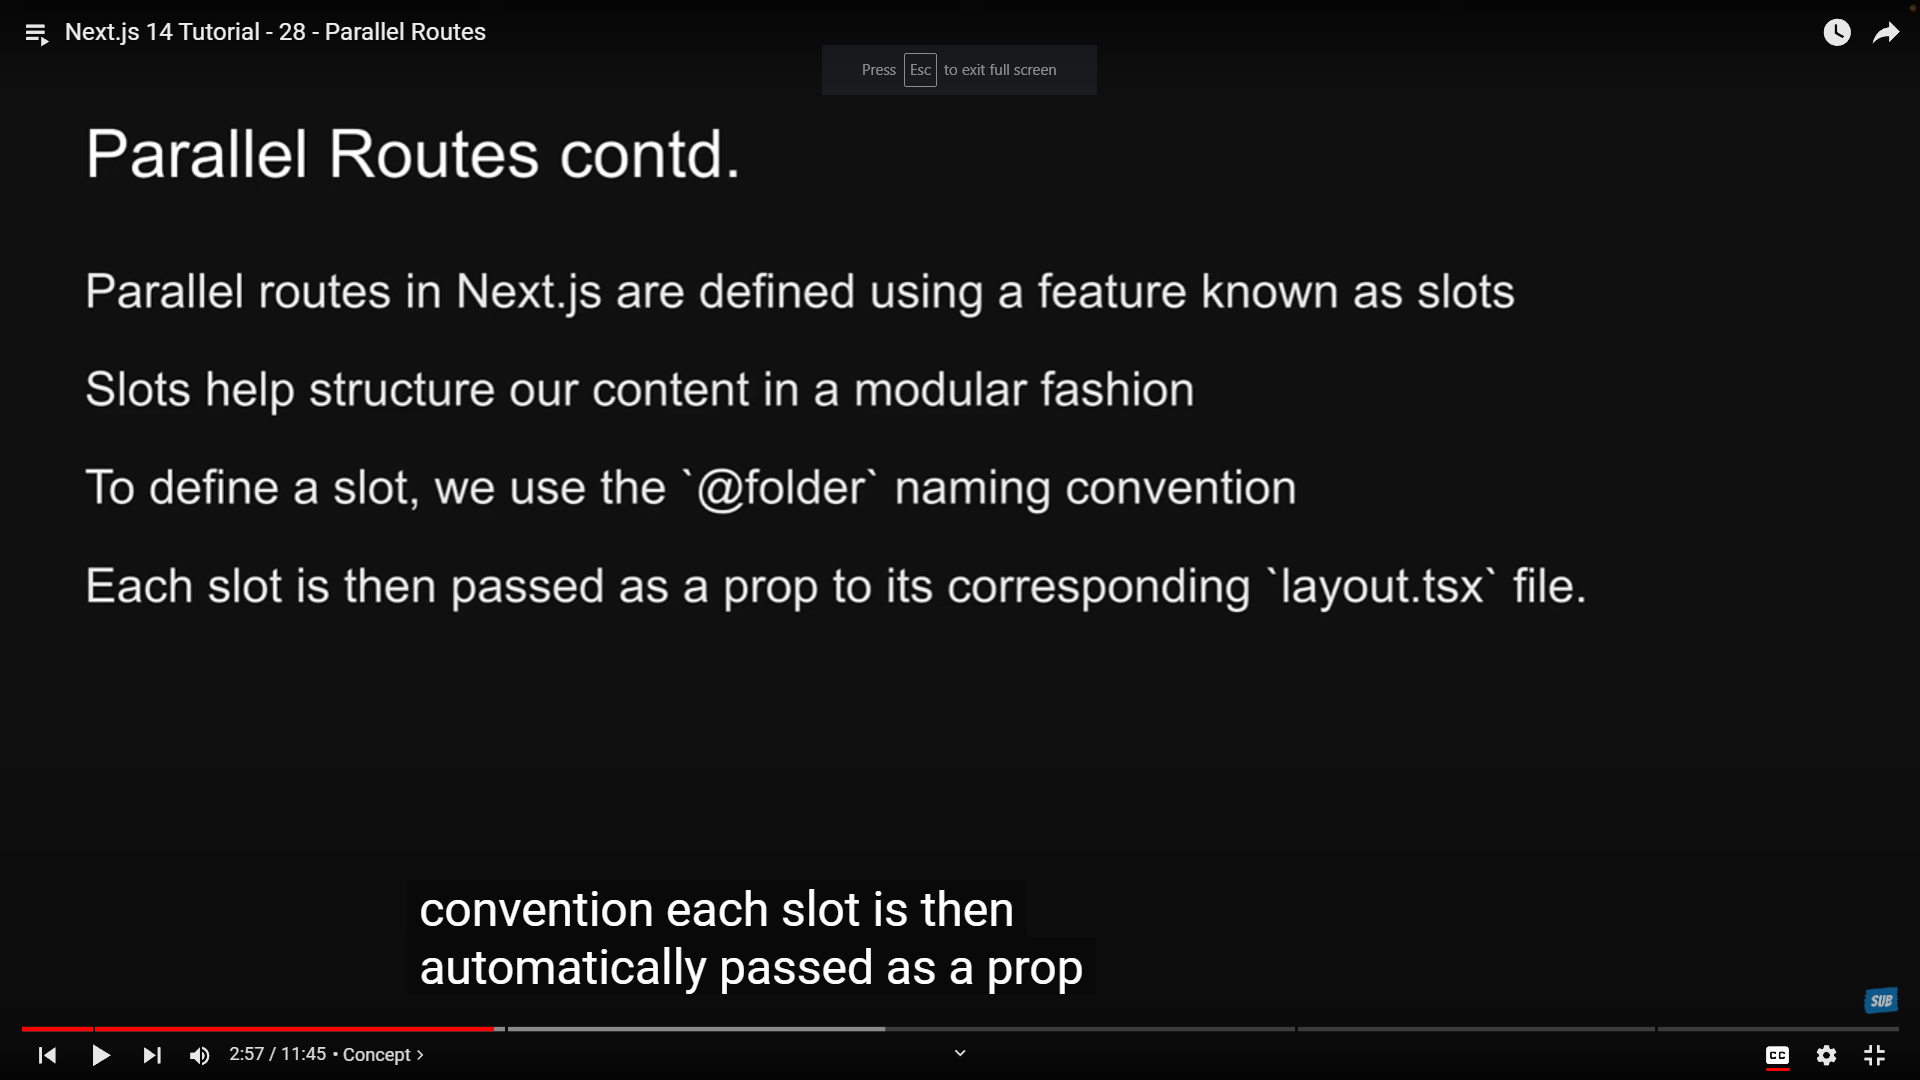 Next.js 14 Tutorial - 28 - Parallel Routes
Press Esc to exit full screen
Parallel Routes contd.
Parallel routes in Next.js are defined using a feature known as slots
Slots help structure our content in a modular fashion
To define a slot, we use the `@folder` naming convention
Each slot is then passed as a prop to its corresponding `layout.tsx` file.
convention each slot is then
automatically passed as a prop
SUB
2:57 / 11:45 • Concept ›
CC